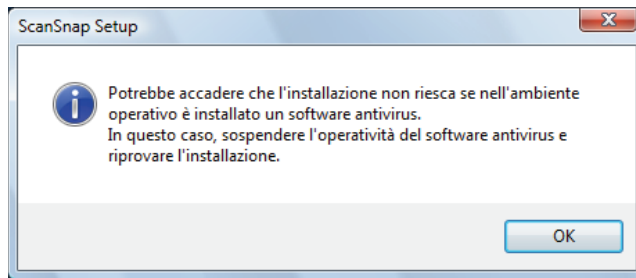 ScanSnap Setup
Potrebbe accadere che l'installazione non riesca se nell'ambiente
operativo è installato un software antivirus.
In questo caso, sospendere l'operatività del software antivirus e
riprovare l'installazione.
OK